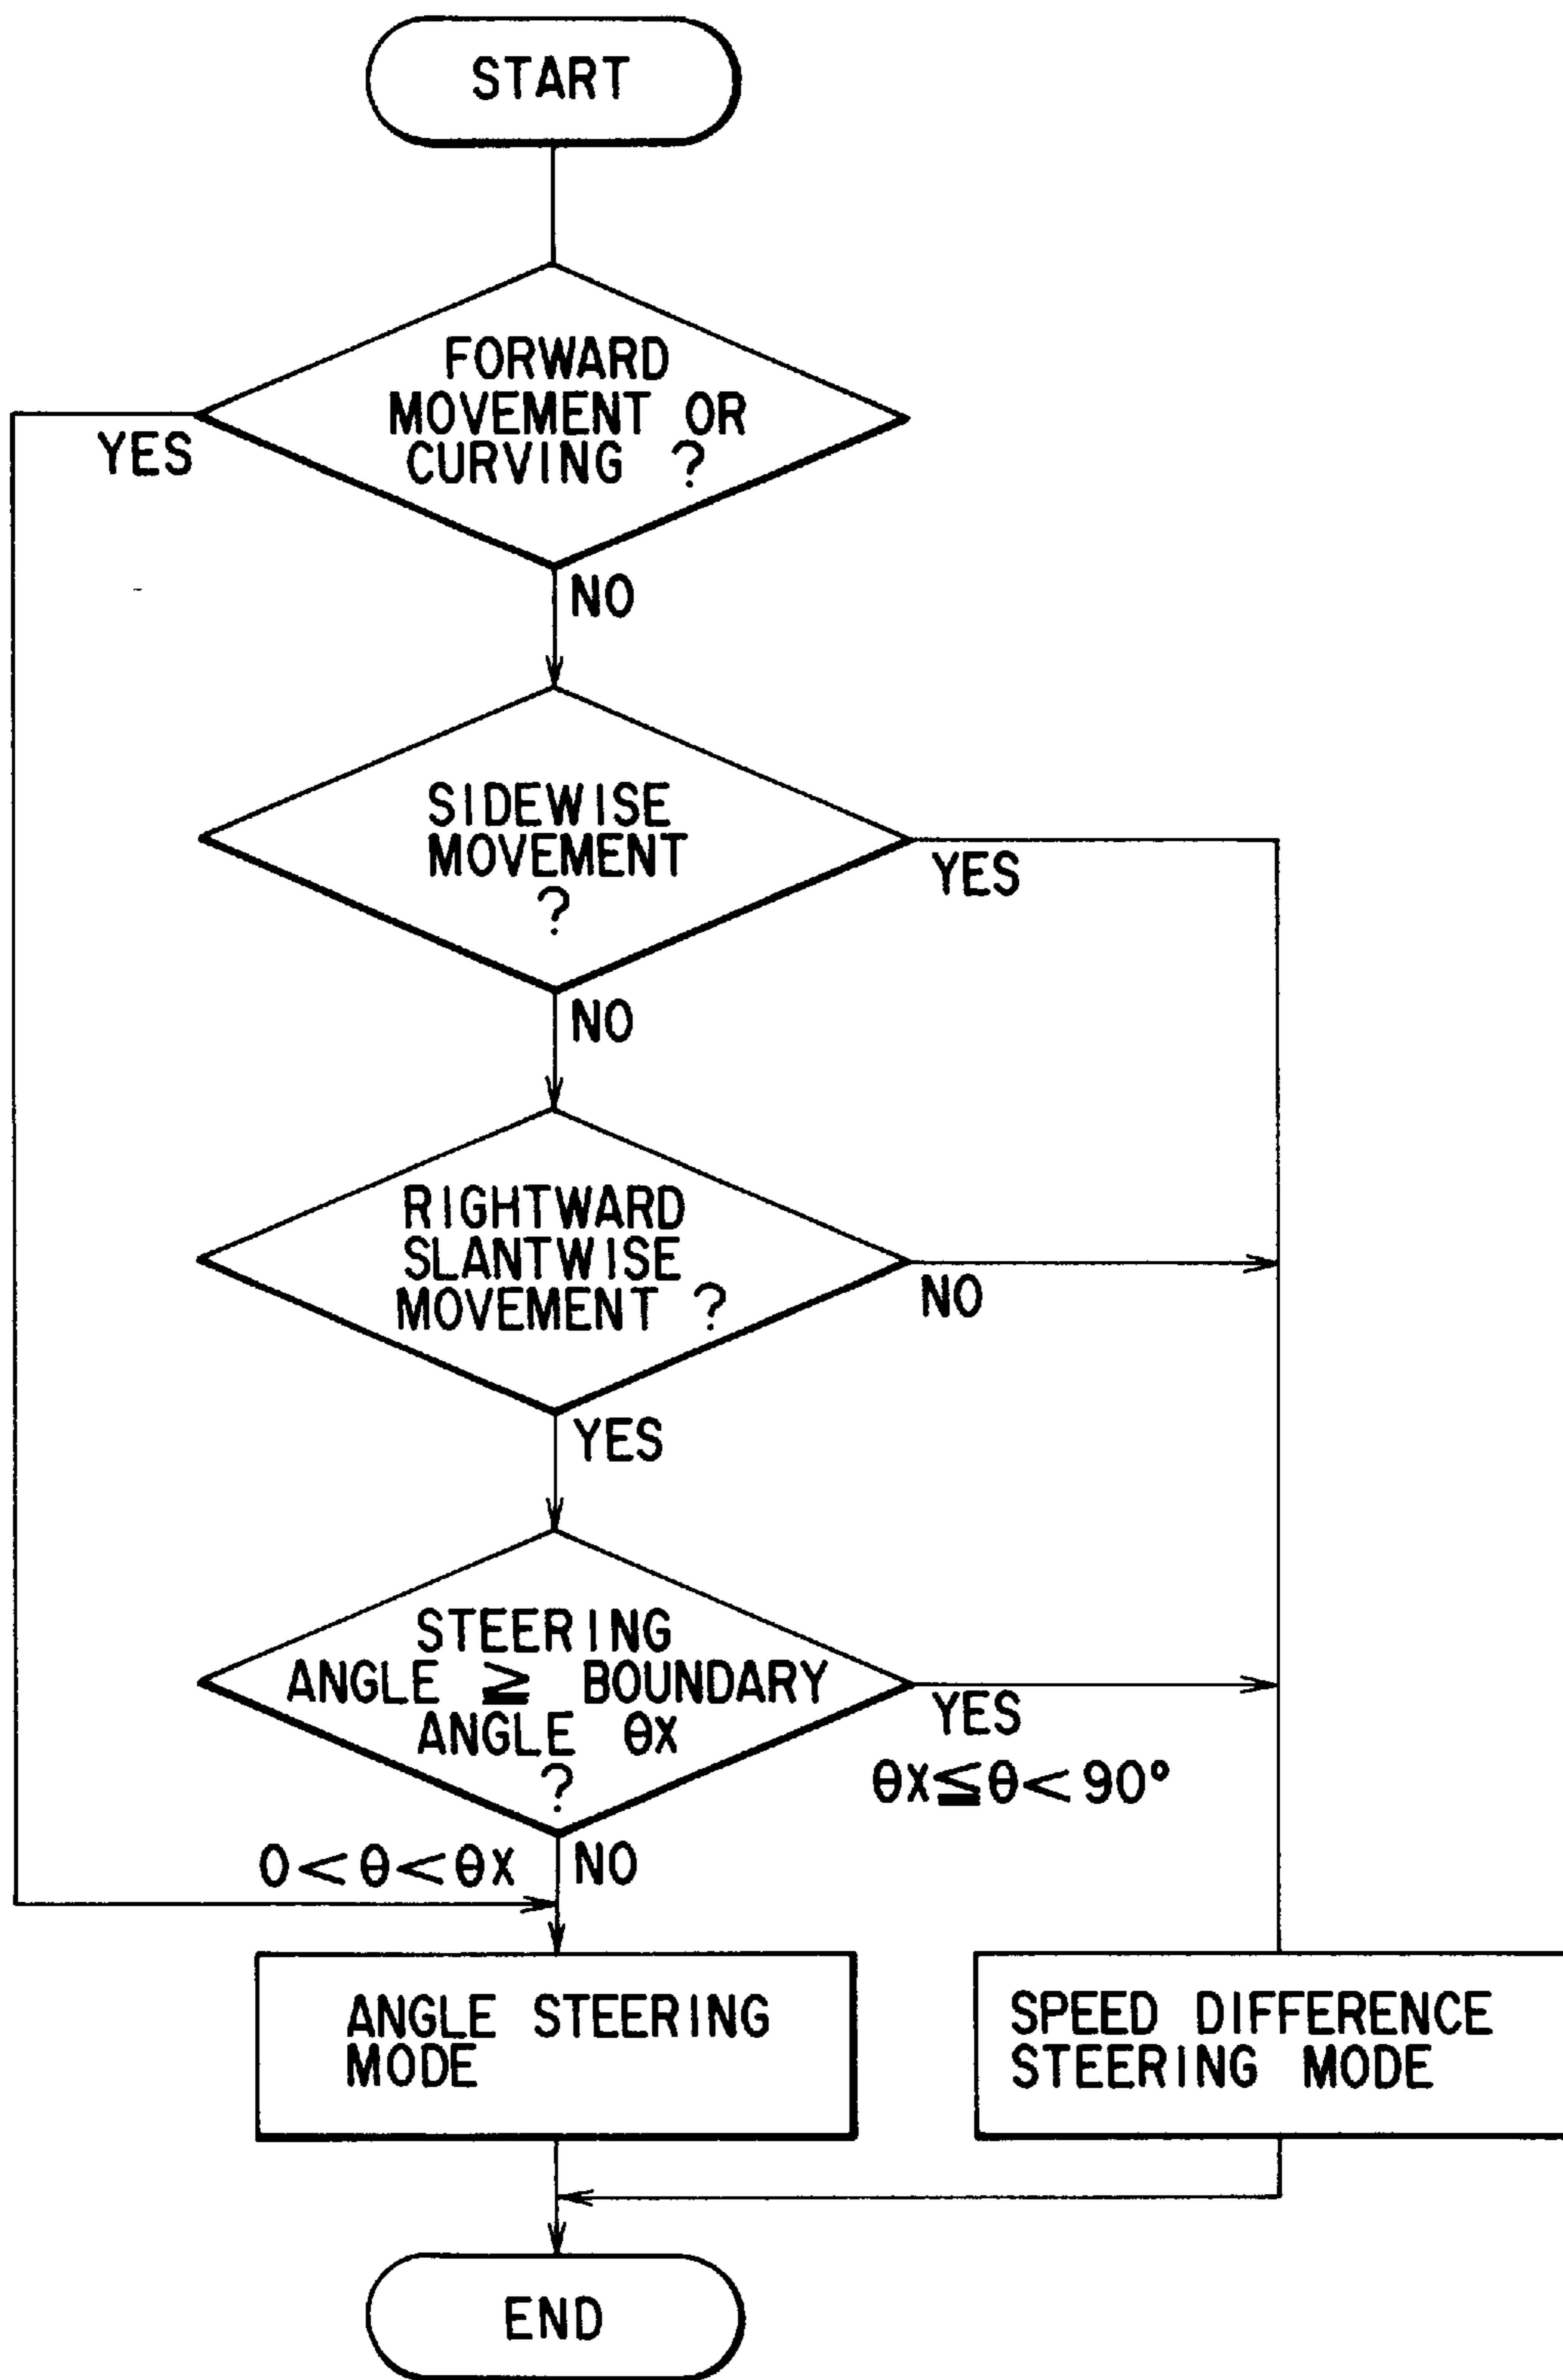 START
FORWARD
MOVEMENT OR
CURVING ?
YES
NO
SIDEWISE
MOVEMENT
?
YES
NO
RIGHTWARD
SLANTWISE
MOVEMENT ?
NO
YES
STEERING
ANGLE ≧ BOUNDARY
ANGLE θX
?
YES
θX≦θ<90°
0<θ<θX
NO
ANGLE STEERING
MODE
SPEED DIFFERENCE
STEERING MODE
END